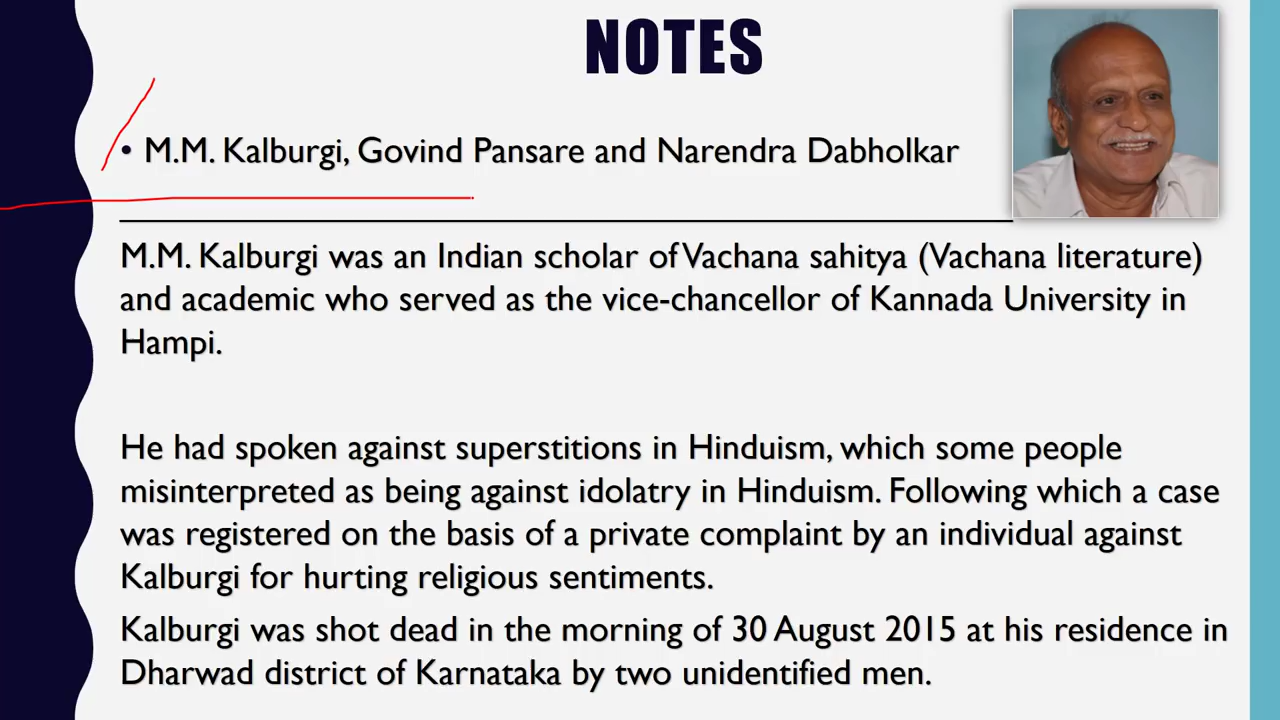 NOTES
• M.M. Kalburgi, Govind Pansare and Narendra Dabholkar
M.M. Kalburgi was an Indian scholar of Vachana sahitya (Vachana literature)
and academic who served as the vice-chancellor of Kannada University in
Hampi.
He had spoken against superstitions in Hinduism, which some people
misinterpreted as being against idolatry in Hinduism. Following which a case
was registered on the basis of a private complaint by an individual against
Kalburgi for hurting religious sentiments.
Kalburgi was shot dead in the morning of 30 August 2015 at his residence in
Dharwad district of Karnataka by two unidentified men.